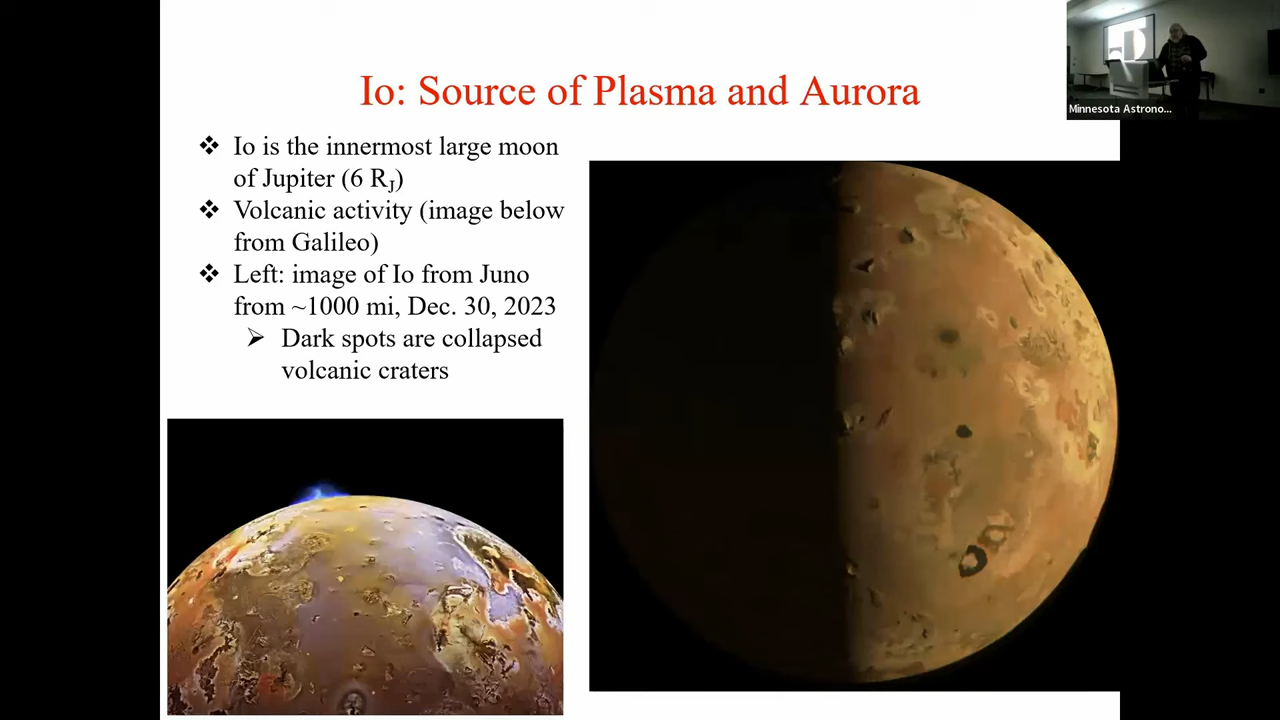 Io: Source of Plasma and Aurora
❖ Io is the innermost large moon
of Jupiter (6 RJ)
❖ Volcanic activity (image below
from Galileo)
❖ Left: image of Io from Juno
from ~1000 mi, Dec. 30, 2023
➢ Dark spots are collapsed
volcanic craters
Minnesota Astrono...